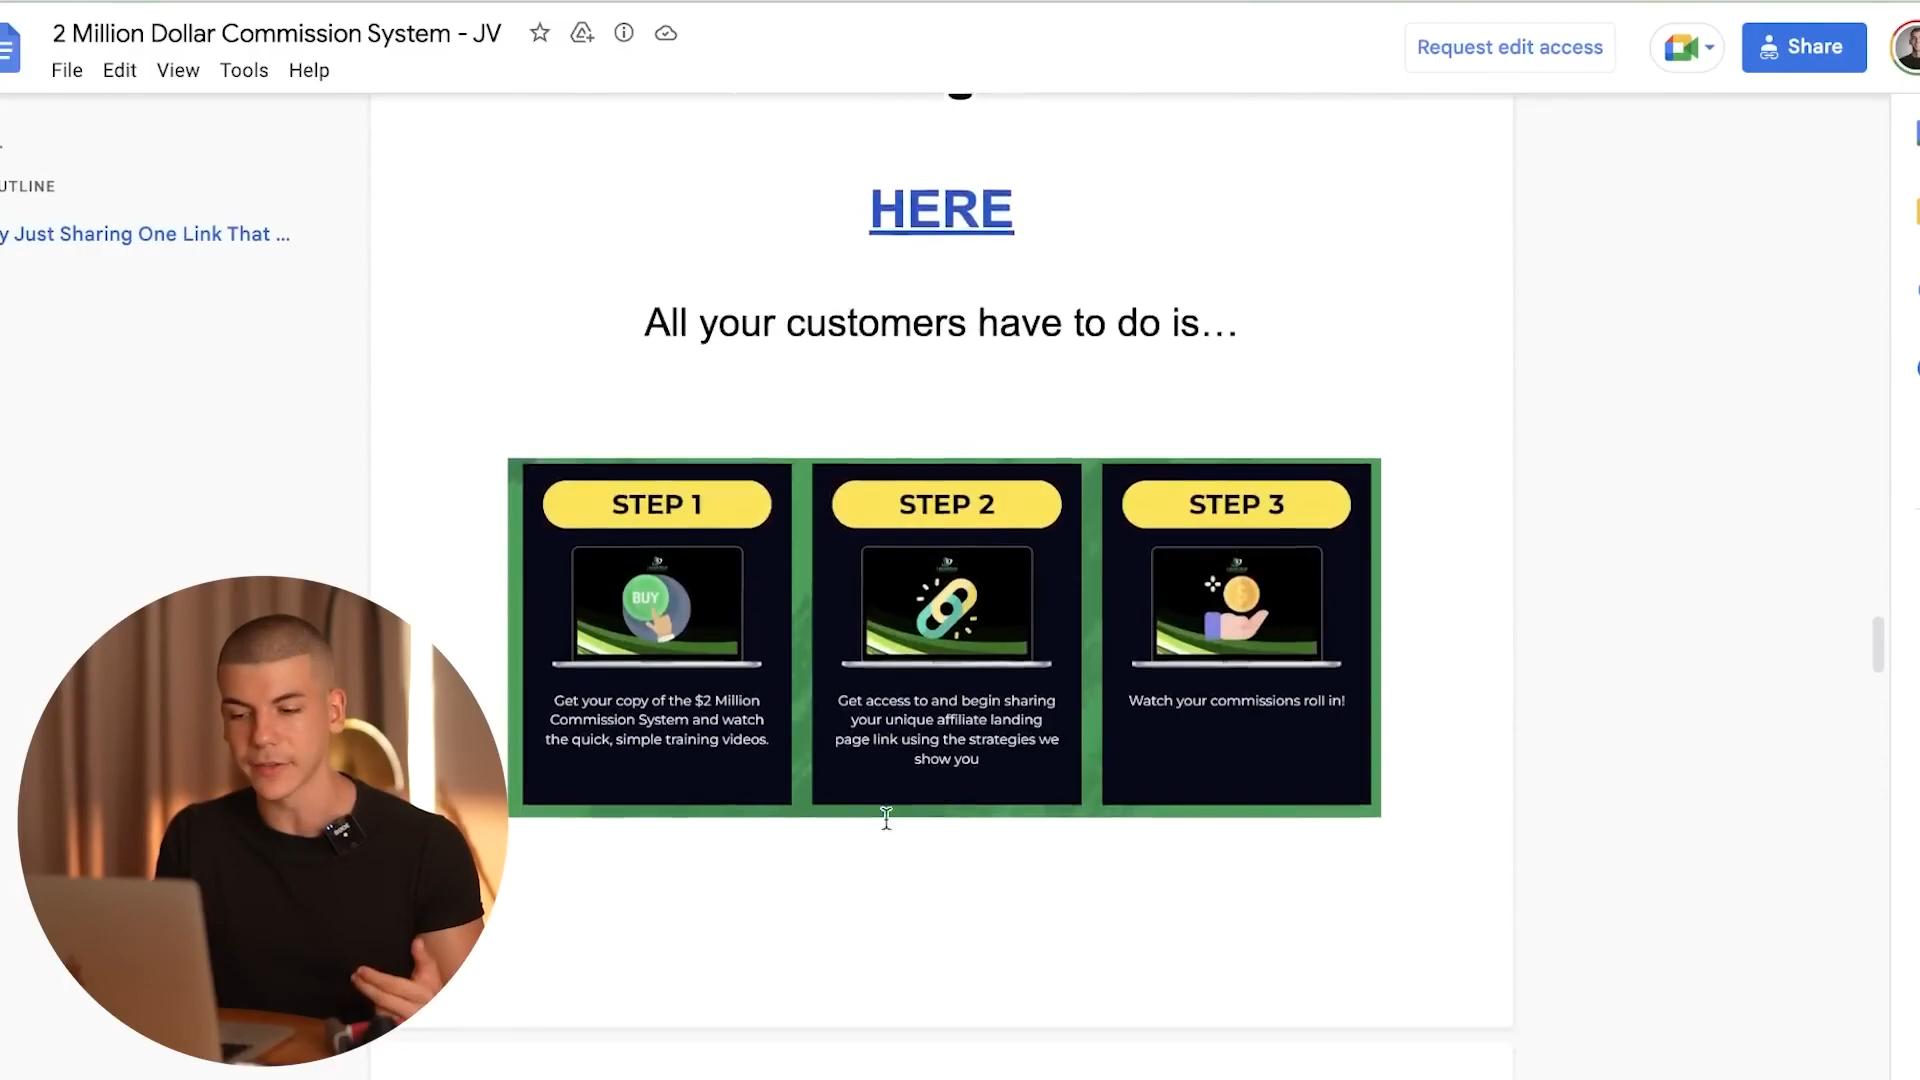 2 Million Dollar Commission System - JV
File Edit View Tools Help
Request edit access
Share
UTLINE
y Just Sharing One Link That ...
HERE
All your customers have to do is…
STEP 1
BUY
Get your copy of the $2 Million
Commission System and watch
the quick, simple training videos.
STEP 2
Get access to and begin sharing
your unique affiliate landing
page link using the strategies we
show you
STEP 3
Watch your commissions roll in!